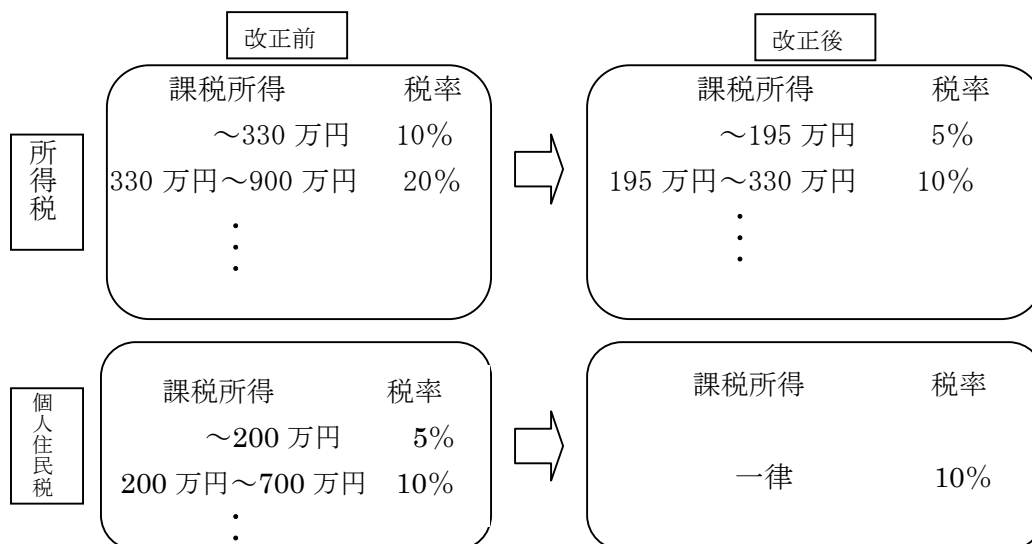 改正前
改正後
所得税
課税所得 税率
～330 万円 10%
330 万円～900 万円 20%
・
・
・
課税所得 税率
～195 万円 5%
195 万円～330 万円 10%
・
・
・
個人住民税
課税所得 税率
～200 万円 5%
200 万円～700 万円 10%
・
・
課税所得 税率
一律 10%